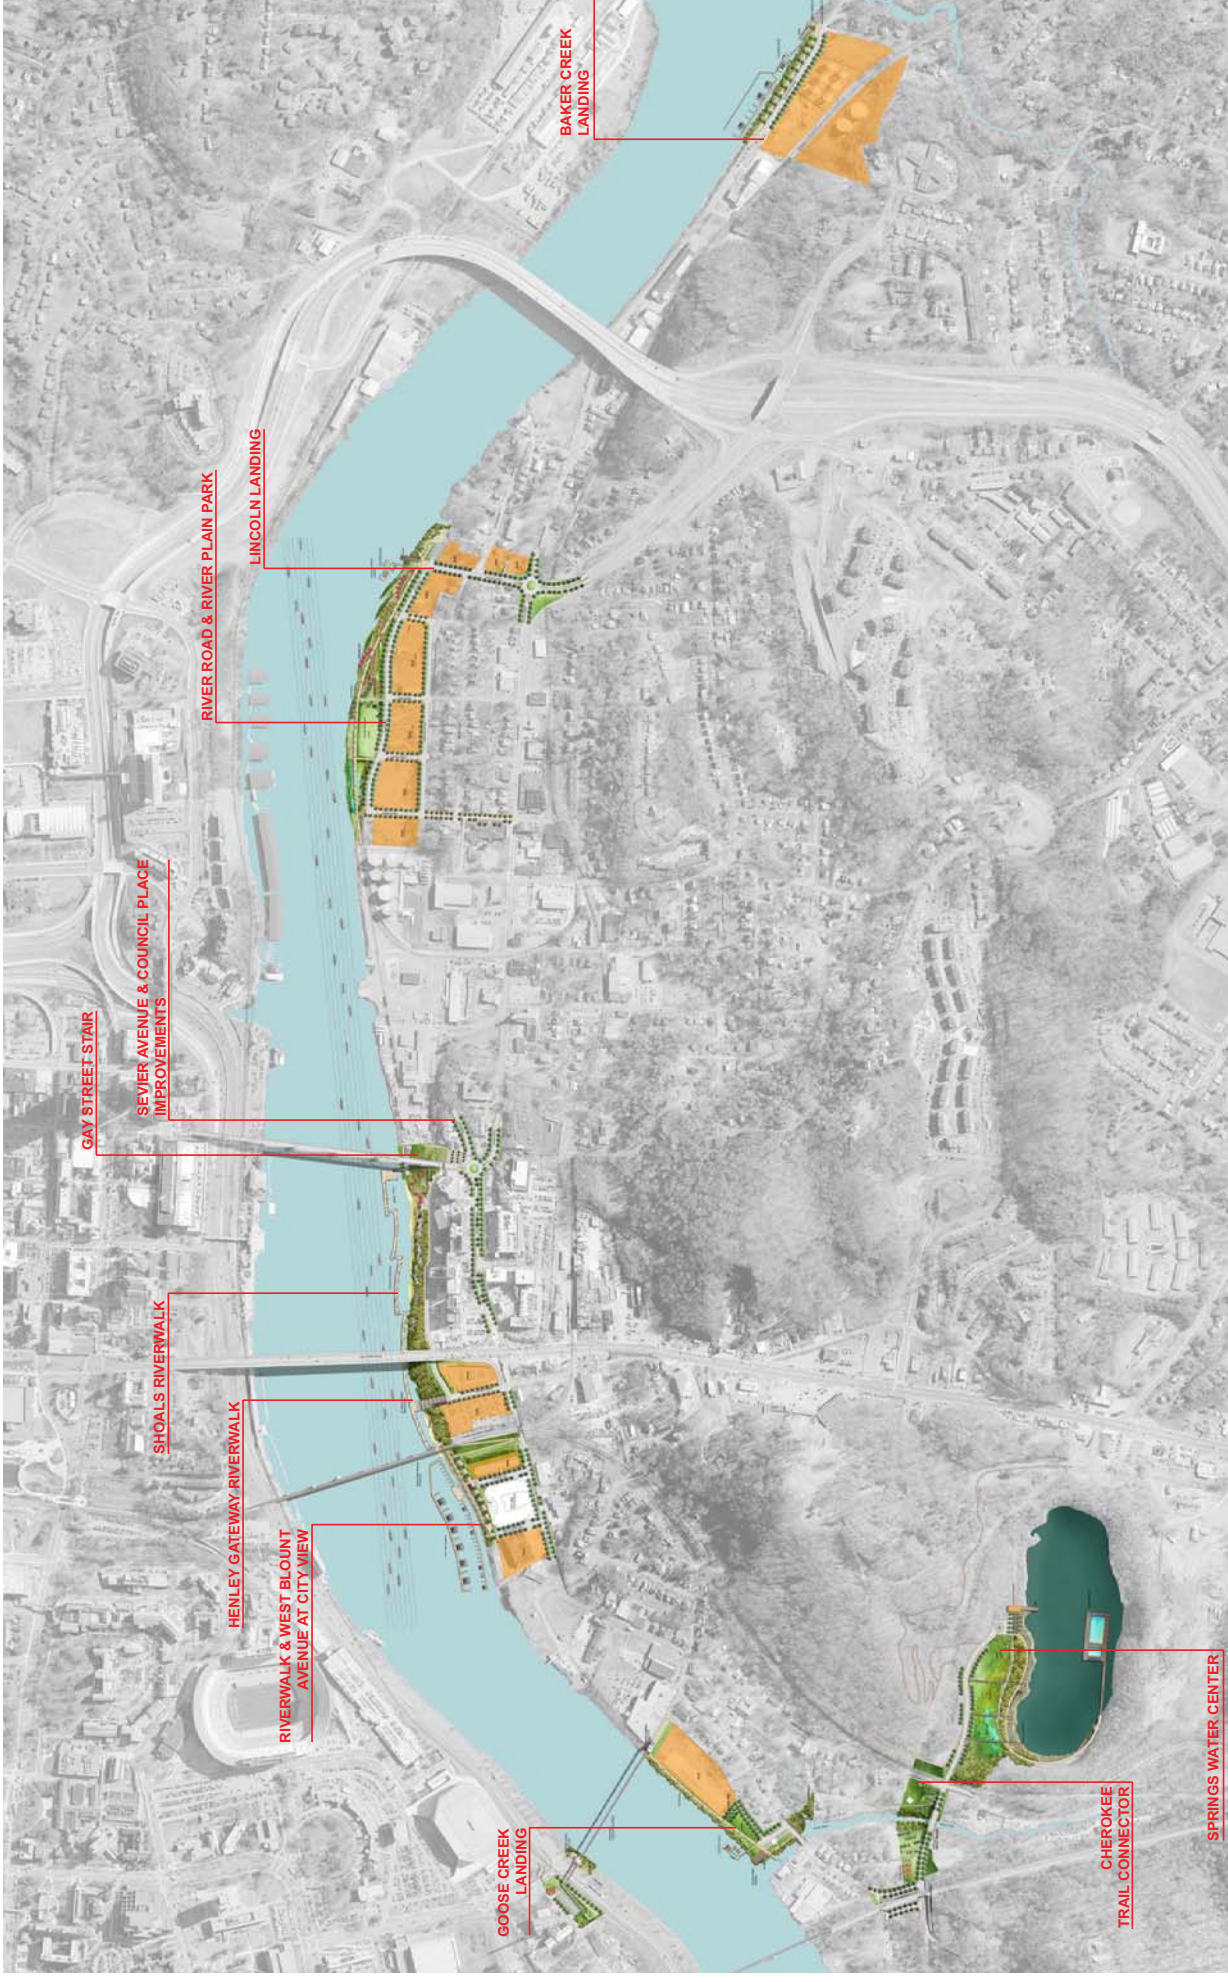 BAKER CREEK
LANDING
LINCOLN LANDING
RIVER ROAD & RIVER PLAIN PARK
SEVIER AVENUE & COUNCIL PLACE
IMPROVEMENTS
GAY STREET STAIR
SHOALS RIVERWALK
HENLEY GATEWAY RIVERWALK
RIVERWALK & WEST BLOUNT
AVENUE AT CITY VIEW
GOOSE CREEK
LANDING
CHEROKEE
TRAIL CONNECTOR
SPRINGS WATER CENTER